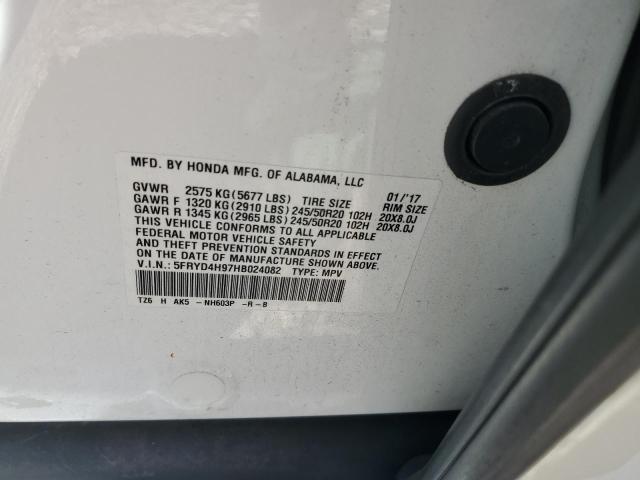 MFD. BY HONDA MFG. OF ALABAMA, LLC
GVWR 2575 KG(5677 LBS) TIRE SIZE 01/'17 RIM SIZE
GAWR F 1320 KG(2910 LBS)245/50R20 102H 20X8.0J
GAWR R 1345 KG(2965 LBS)245/50R20 102H 20X8.0J
THIS VEHICLE CONFORMS TO ALL APPLICABLE
FEDERAL MOTOR VEHICLE SAFETY
AND THEFT PREVENTION STANDARDS IN EFFECT
ON THE DATE OF MANUFACTURE SHOWN ABOVE.
V.I.N.: 5FRYD4H97HB024082 TYPE: MPV
TZ6 H AK5 -NH603P -R-B